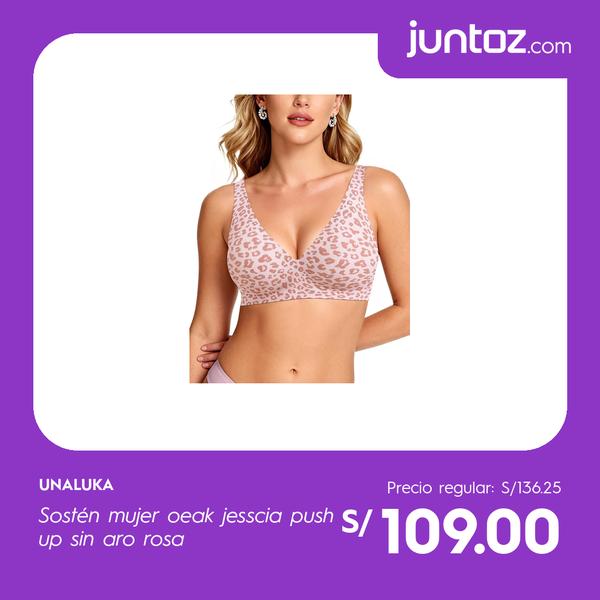 juntoz.com
UNALUKA
Sostén mujer oeak jesscia push
up sin aro rosa
Precio regular: S/136.25
S/ 109.00